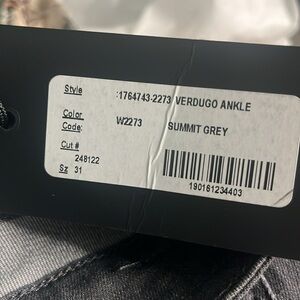 Style :1764743-2273 VERDUGO ANKLE
Color
Code: W2273 SUMMIT GREY
Cut #
248122
Sz 31
190161234403